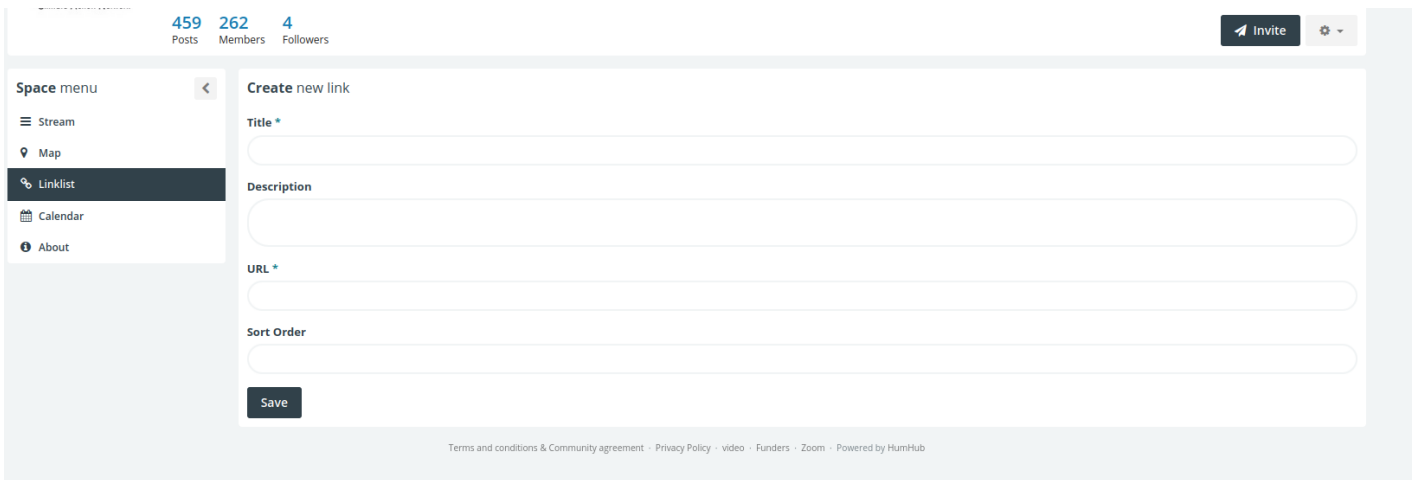 459 262 4
Posts Members Followers
Invite
Space menu
Stream
Map
Linklist
Calendar
About
Create new link
Title *
Description
URL *
Sort Order
Save
Terms and conditions & Community agreement · Privacy Policy · video · Funders · Zoom · Powered by HumHub